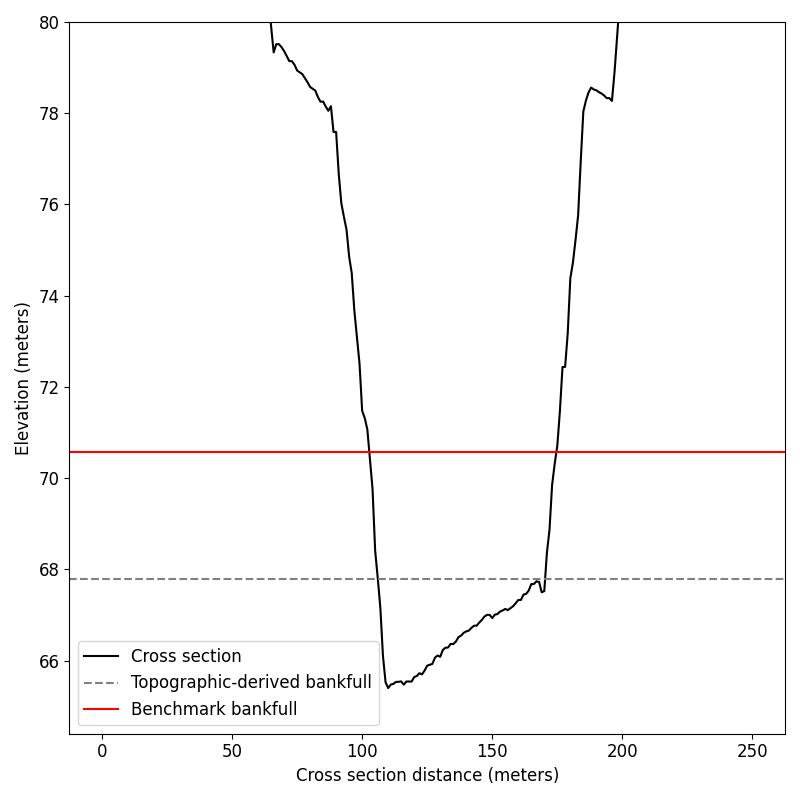 80
78
76
74
72
70
68
66
Elevation (meters)
Cross section
Topographic-derived bankfull
Benchmark bankfull
0 50 100 150 200 250
Cross section distance (meters)